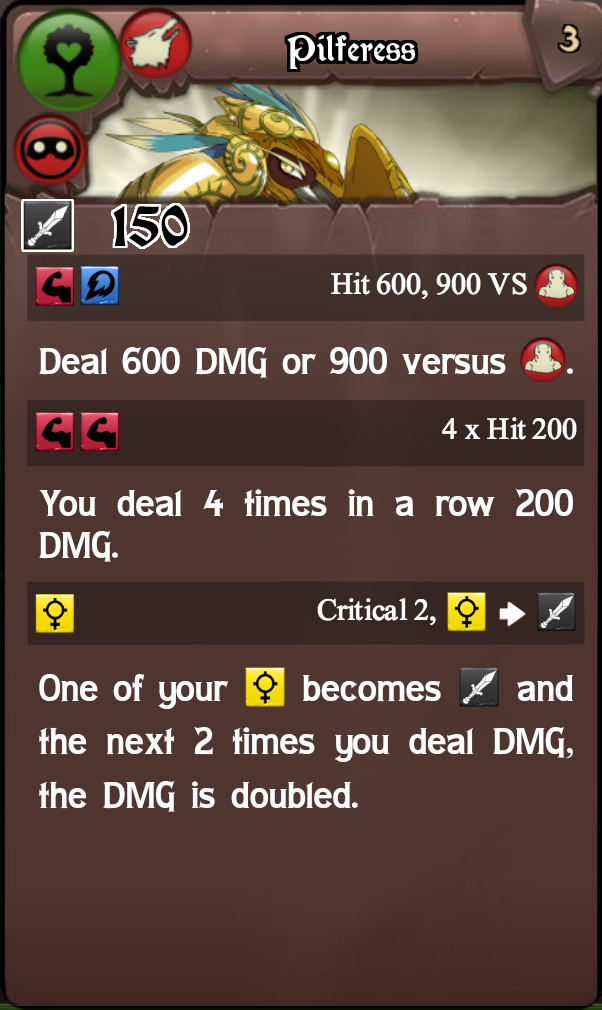 Pilferess
3
150
Hit 600, 900 VS
Deal 600 DMG or 900 versus .
4 x Hit 200
You deal 4 times in a row 200
DMG.
Critical 2,
One of your becomes and
the next 2 times you deal DMG,
the DMG is doubled.